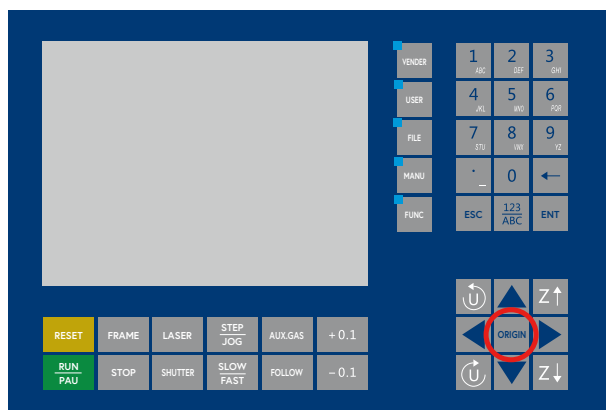 VENDER
USER
FILE
MANU
FUNC
1 ABC
2 DEF
3 GHI
4 JKL
5 MNO
6 PQR
7 STU
8 VWX
9 YZ
. _
0
←
ESC
123
ABC
ENT
U
Z↑
ORIGIN
U
Z↓
RESET
FRAME
LASER
STEP
JOG
AUX.GAS
+0.1
RUN
PAU
STOP
SHUTTER
SLOW
FAST
FOLLOW
-0.1